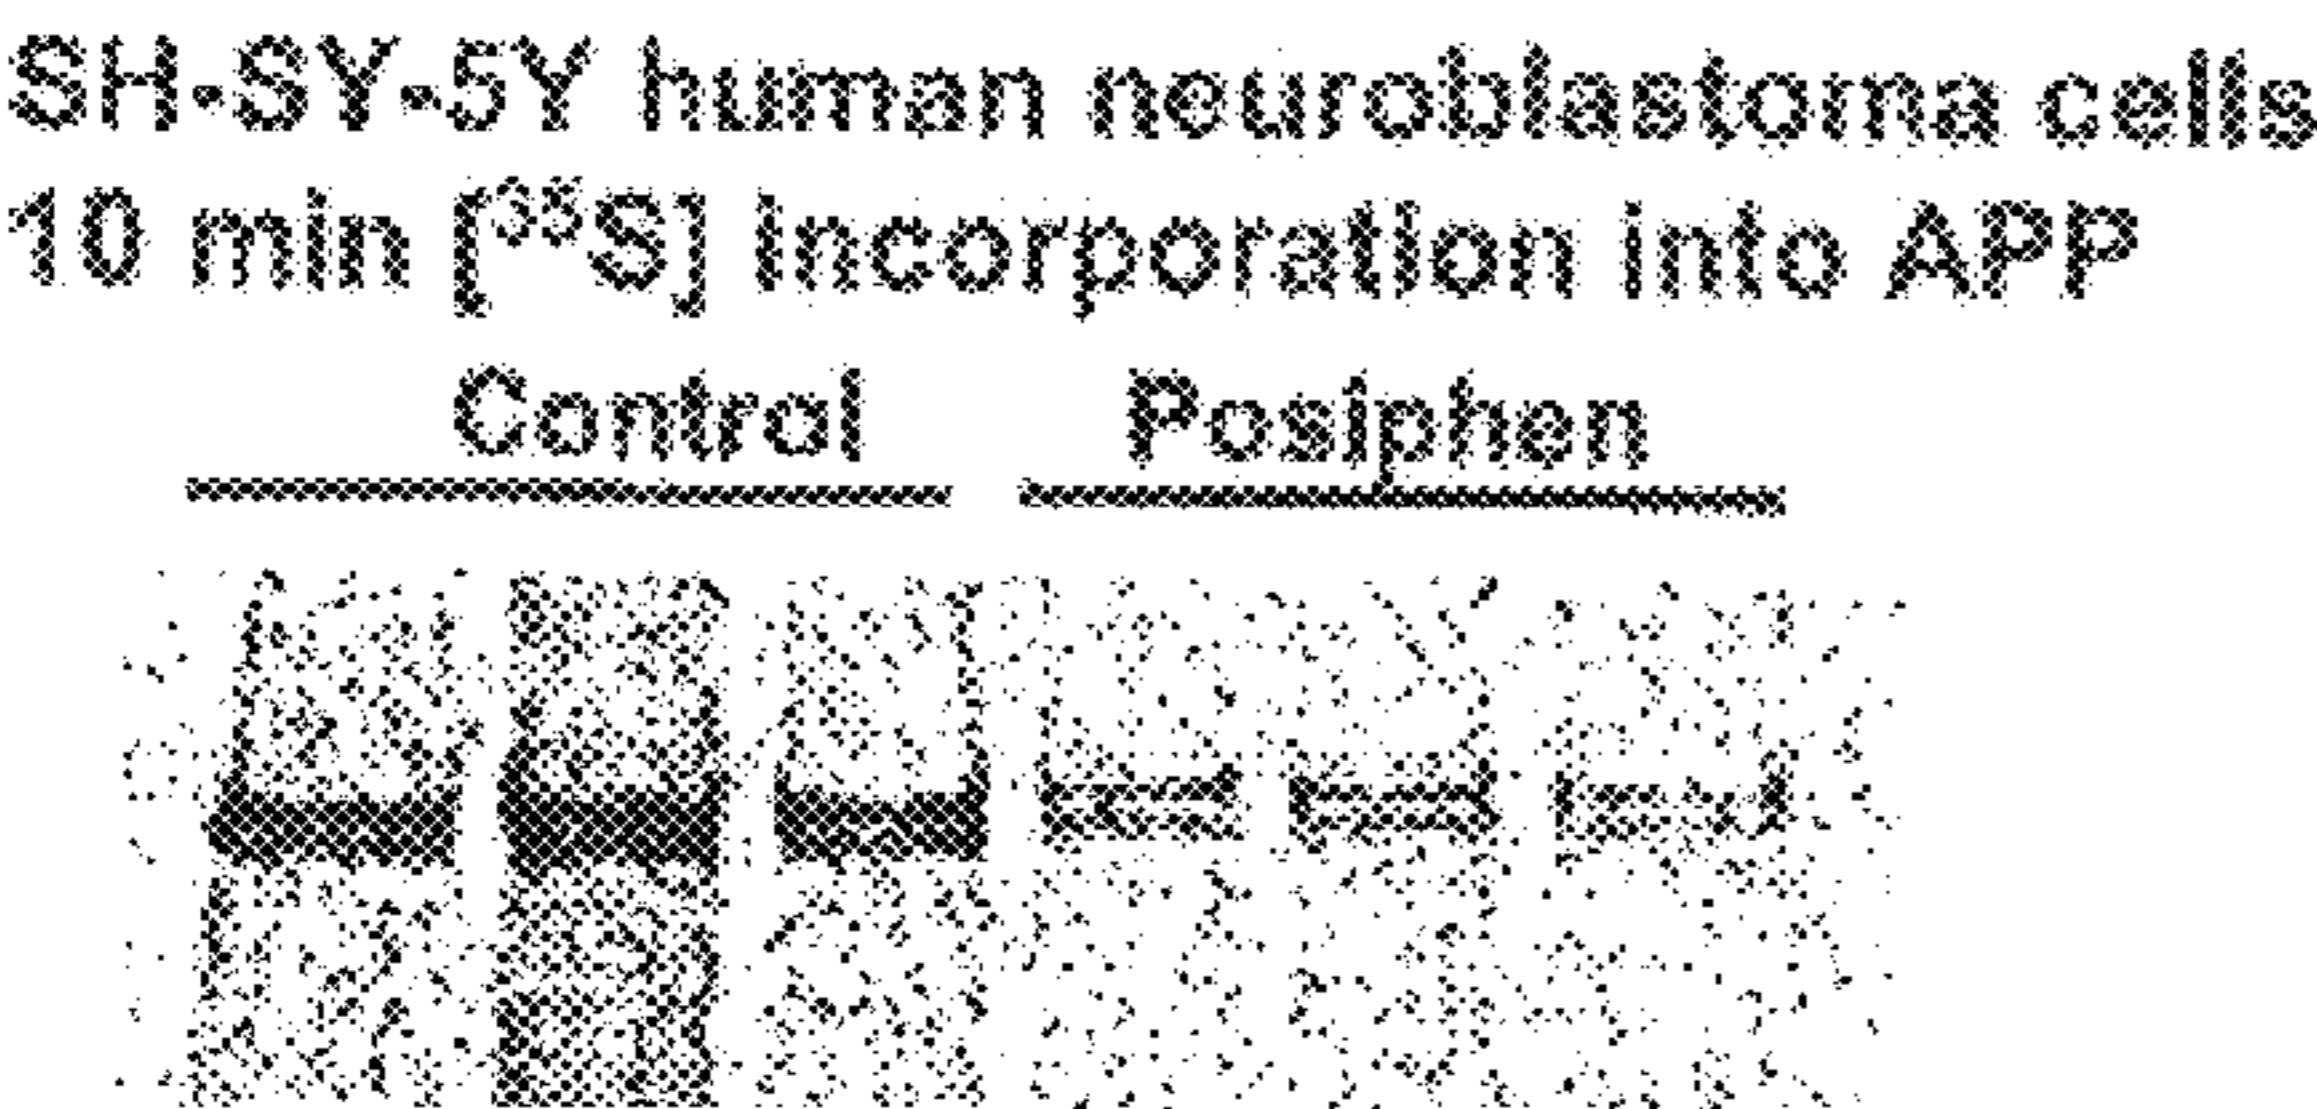 SH-SY-5Y human neuroblastoma cells
10 min [³⁵S] incorporation into APP
Control Posiphen